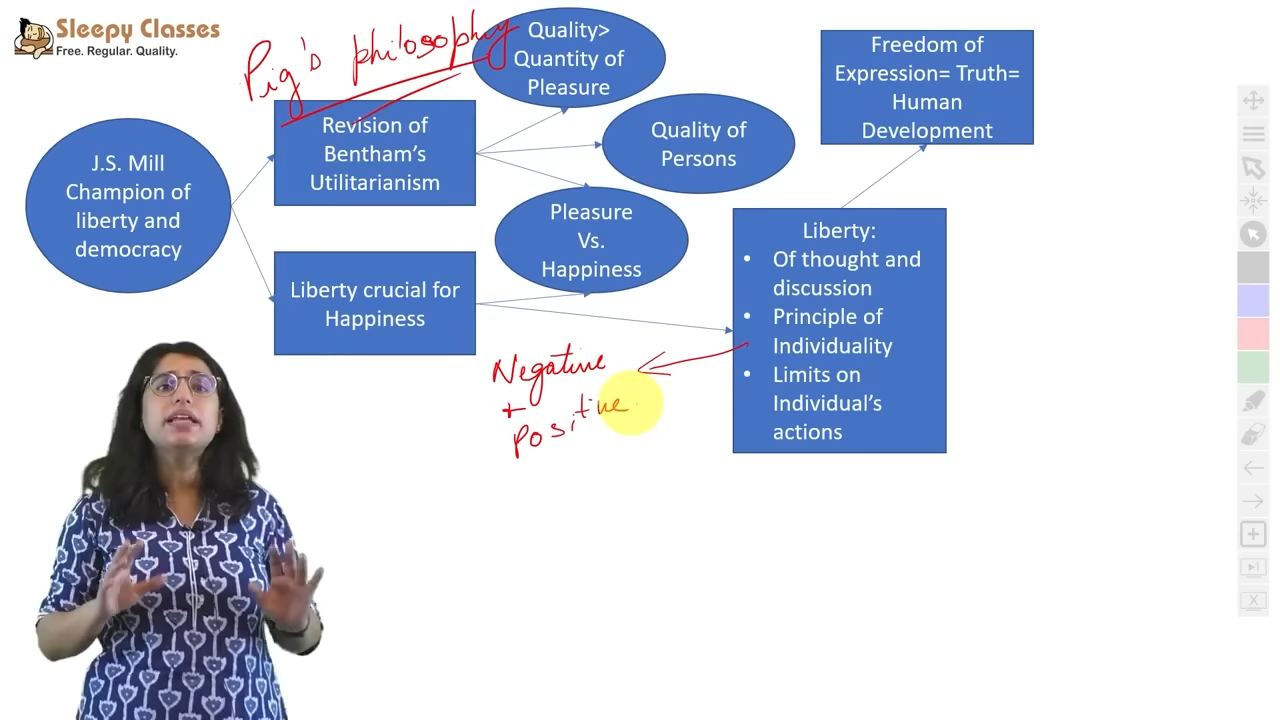 Sleepy Classes
Free. Regular. Quality.
Pig's philosophy
J.S. Mill
Champion of
liberty and
democracy
Revision of
Bentham's
Utilitarianism
Liberty crucial for
Happiness
Quality>
Quantity of
Pleasure
Quality of
Persons
Pleasure
Vs.
Happiness
Freedom of
Expression= Truth=
Human
Development
Liberty:
• Of thought and
discussion
• Principle of
Individuality
• Limits on
Individual's
actions
Negative
+
Positive